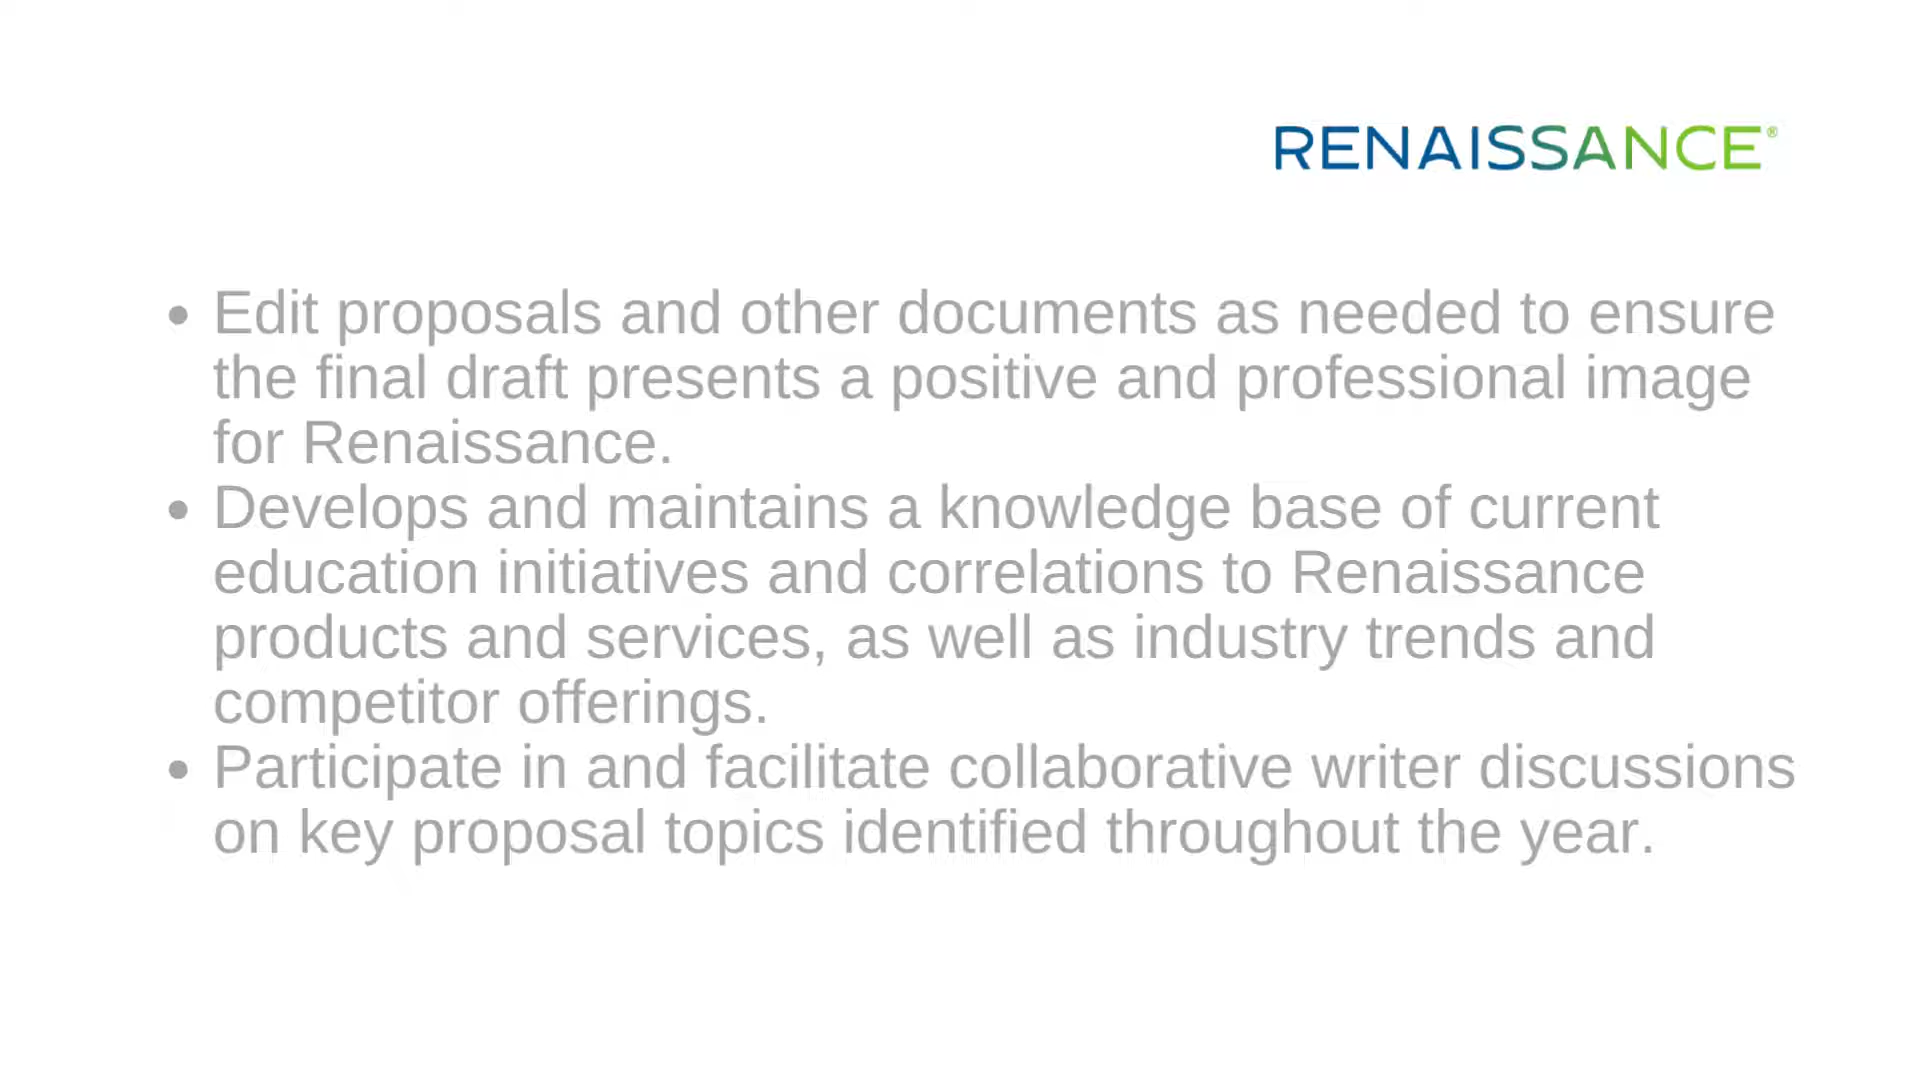 RENAISSANCE®
• Edit proposals and other documents as needed to ensure
the final draft presents a positive and professional image
for Renaissance.
• Develops and maintains a knowledge base of current
education initiatives and correlations to Renaissance
products and services, as well as industry trends and
competitor offerings.
• Participate in and facilitate collaborative writer discussions
on key proposal topics identified throughout the year.